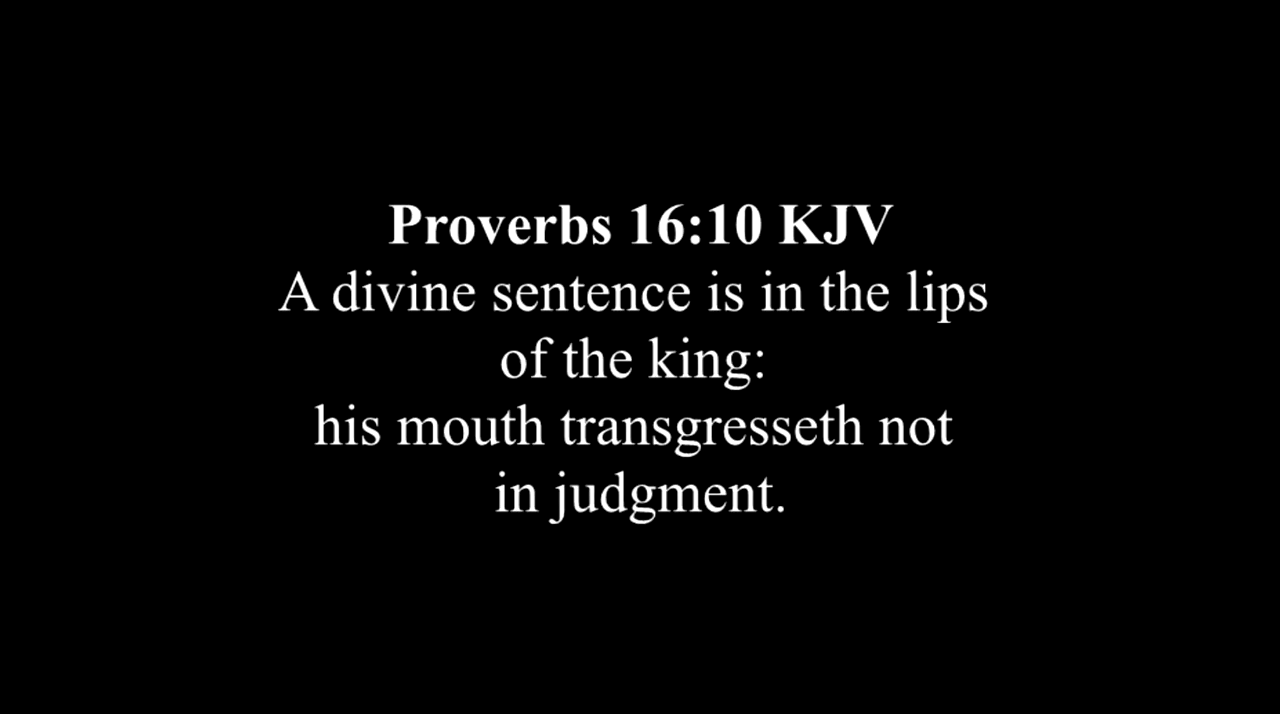 Proverbs 16:10 KJV
A divine sentence is in the lips
of the king:
his mouth transgresseth not
in judgment.